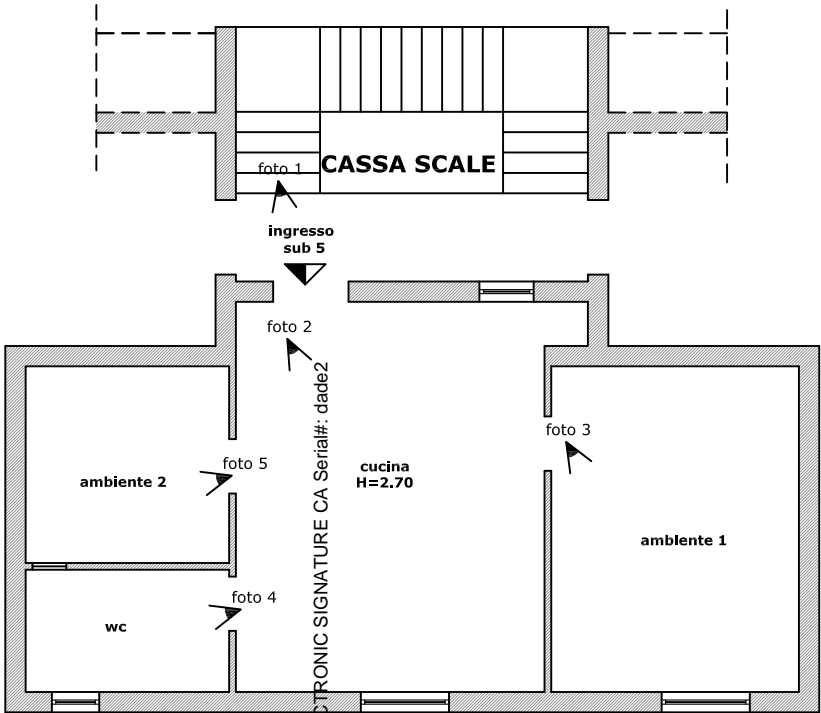 foto 1
CASSA SCALE
ingresso
sub 5
foto 2
foto 3
cucina
H=2.70
foto 5
ambiente 2
ambiente 1
foto 4
wc
CTRONIC SIGNATURE CA Serial#: dade2